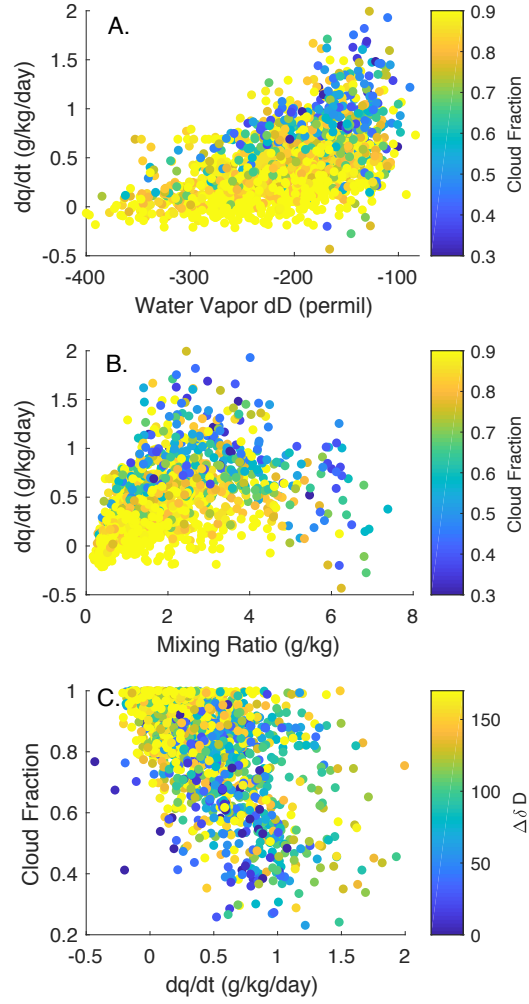 A.
2
1.5
1
0.5
0
-0.5
dq/dt (g/kg/day)
-400 -300 -200 -100
Water Vapor dD (permil)
0.9
0.8
0.7
0.6
0.5
0.4
0.3
Cloud Fraction
B.
2
1.5
1
0.5
0
-0.5
dq/dt (g/kg/day)
0 2 4 6 8
Mixing Ratio (g/kg)
0.9
0.8
0.7
0.6
0.5
0.4
0.3
Cloud Fraction
C.
1
0.8
0.6
0.4
0.2
Cloud Fraction
-0.5 0 0.5 1 1.5 2
dq/dt (g/kg/day)
150
100
50
0
Δδ D